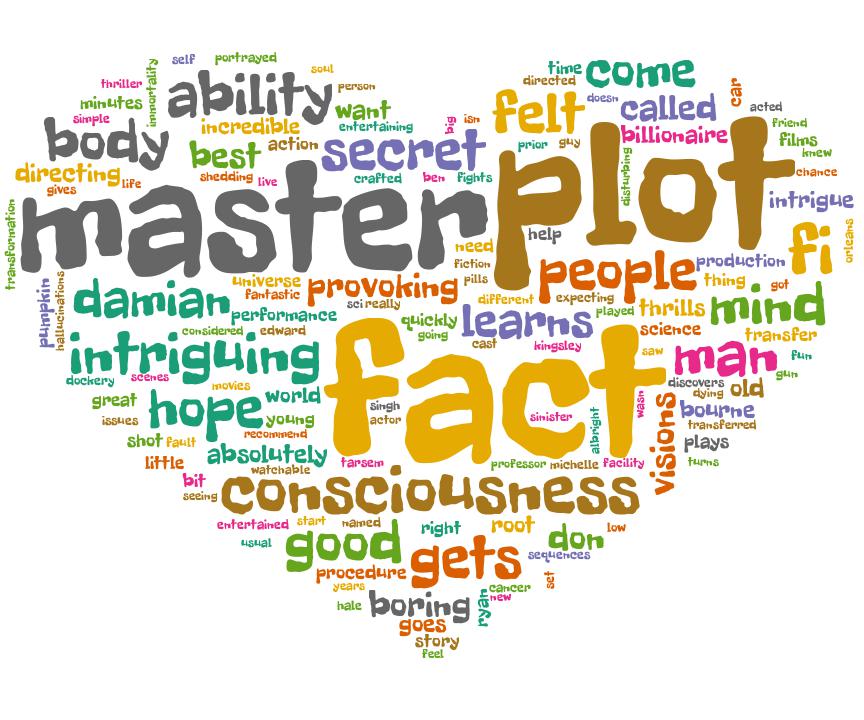 self
portrayed
soul
thriller
immortality
ability
person
minutes
want
simple
incredible
entertaining
body
best
action
secret
directing
shedding
live
crafted
ben
fights
gives
life
big
isn
time
come
directed
doesn
car
acted
felt
called
friend
prior
guy
billionaire
films
knew
disturbing
chance
intrigue
master
plot
transformation
help
need
fiction
people
production
fi
orleans
pumpkin
hallucinations
universe
fantastic
provoking
pills
sci
really
different
expecting
thing
got
damian
performance
played
thrills
mind
considered
edward
quickly
going
learns
science
transfer
cast
kingsley
intriguing
saw
man
fun
dockery
scenes
movies
discovers
gun
dying
old
great
hope
world
singh
actor
fact
sinister
albright
wasn
visions
bourne
transferred
issues
young
recommend
shot
fault
absolutely
plays
little
watchable
tarsem
professor
michelle
facility
turns
bit
seeing
consciousness
entertained
start
named
right
root
don
low
usual
good
gets
sequences
procedure
set
years
cancer
new
hale
boring
ryan
goes
story
feel